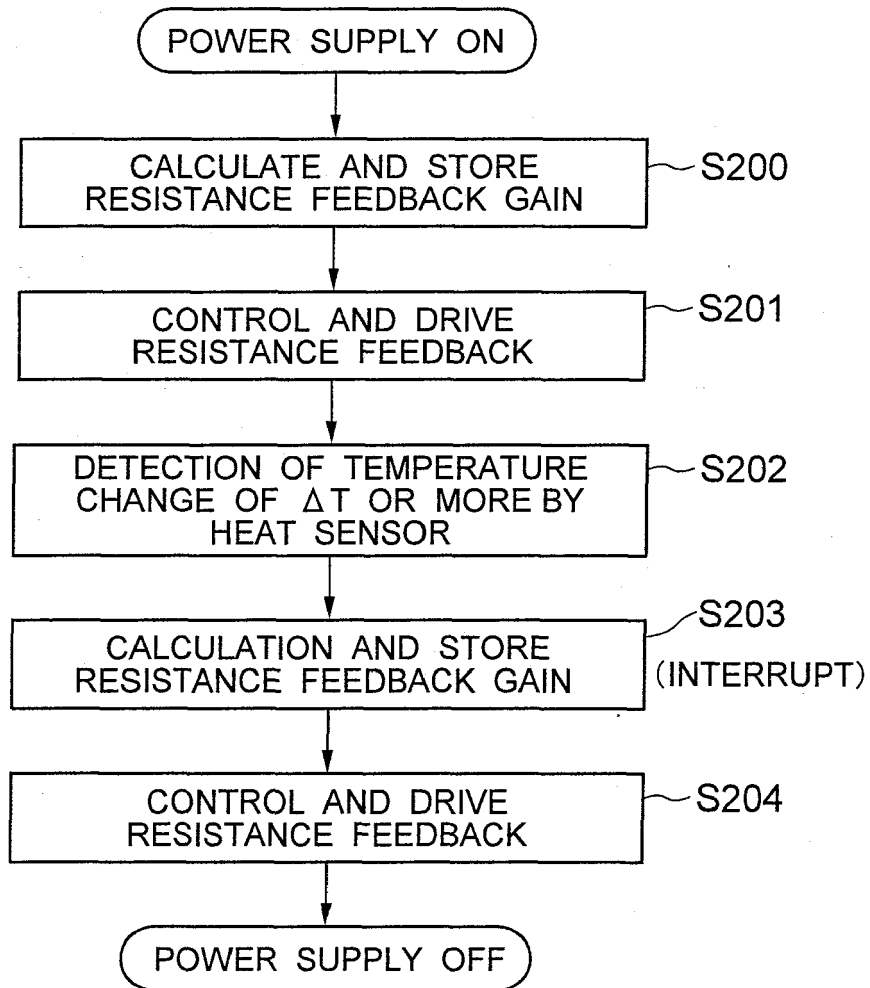 POWER SUPPLY ON
CALCULATE AND STORE
RESISTANCE FEEDBACK GAIN
S200
CONTROL AND DRIVE
RESISTANCE FEEDBACK
S201
DETECTION OF TEMPERATURE
CHANGE OF ΔT OR MORE BY
HEAT SENSOR
S202
CALCULATION AND STORE
RESISTANCE FEEDBACK GAIN
S203
(INTERRUPT)
CONTROL AND DRIVE
RESISTANCE FEEDBACK
S204
POWER SUPPLY OFF